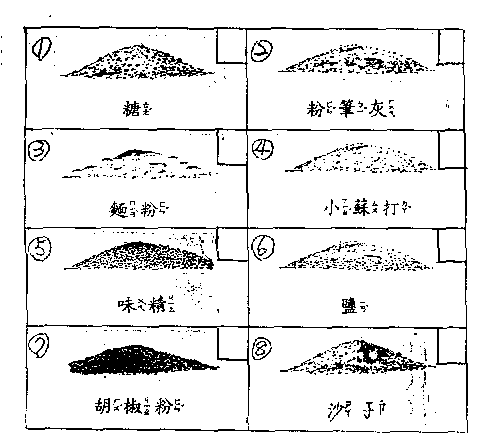 ① ②
糖 粉筆灰
③ ④
麵粉 小蘇打
⑤ ⑥
味精 鹽
⑦ ⑧
胡椒粉 沙子